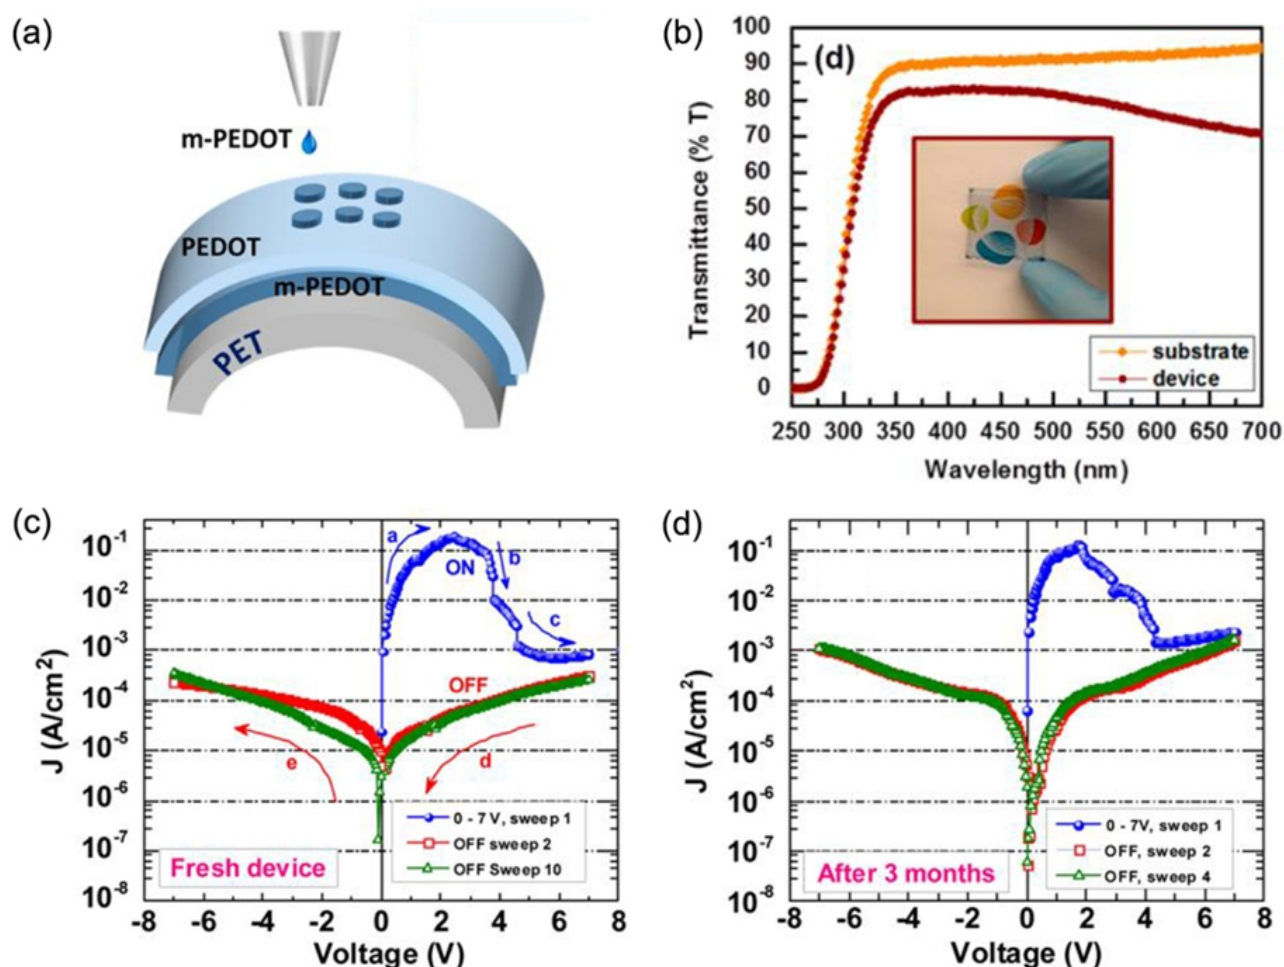 (a)
m-PEDOT
PEDOT
m-PEDOT
PET
(b)
(d)
Transmittance (% T)
100
90
80
70
60
50
40
30
20
10
0
substrate
device
250 300 350 400 450 500 550 600 650 700
Wavelength (nm)
(c)
J (A/cm²)
10⁻¹
10⁻²
10⁻³
10⁻⁴
10⁻⁵
10⁻⁶
10⁻⁷
10⁻⁸
a
ON
b
c
OFF
d
e
0 - 7 V, sweep 1
OFF sweep 2
OFF Sweep 10
Fresh device
-8 -6 -4 -2 0 2 4 6 8
Voltage (V)
(d)
J (A/cm²)
10⁻¹
10⁻²
10⁻³
10⁻⁴
10⁻⁵
10⁻⁶
10⁻⁷
10⁻⁸
0 - 7 V, sweep 1
OFF, sweep 2
OFF, sweep 4
After 3 months
-8 -6 -4 -2 0 2 4 6 8
Voltage (V)